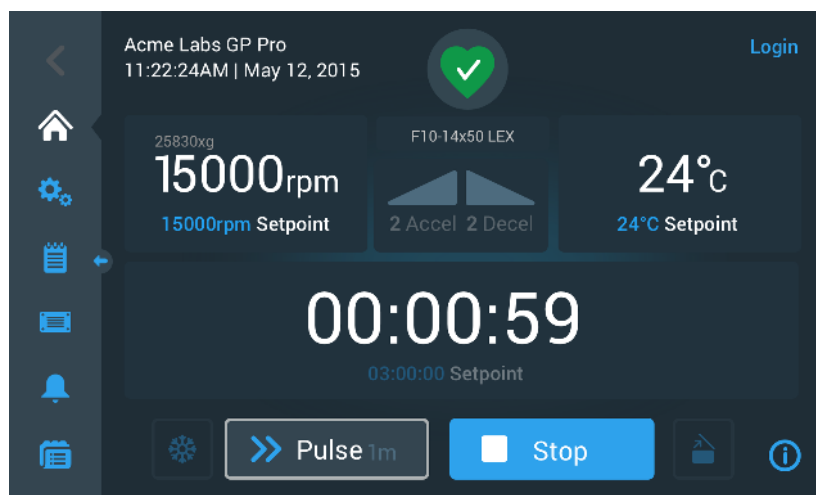 Acme Labs GP Pro
Login
11:22:24AM | May 12, 2015
25830xg
15000rpm
15000rpm Setpoint
F10-14x50 LEX
2 Accel 2 Decel
24°C
24°C Setpoint
00:00:59
03:00:00 Setpoint
Pulse 1m
Stop